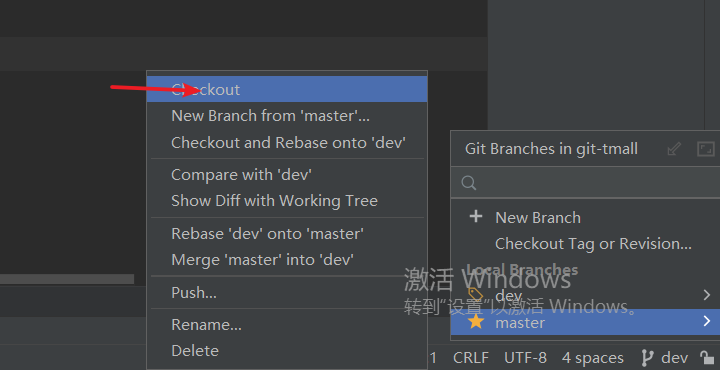 Checkout
New Branch from 'master'...
Checkout and Rebase onto 'dev'
Compare with 'dev'
Show Diff with Working Tree
Rebase 'dev' onto 'master'
Merge 'master' into 'dev'
Push...
Rename...
Delete
Git Branches in git-tmall
New Branch
Checkout Tag or Revision...
Local Branches
dev
master
激活 Windows
转到“设置”以激活 Windows。
1 CRLF UTF-8 4 spaces dev